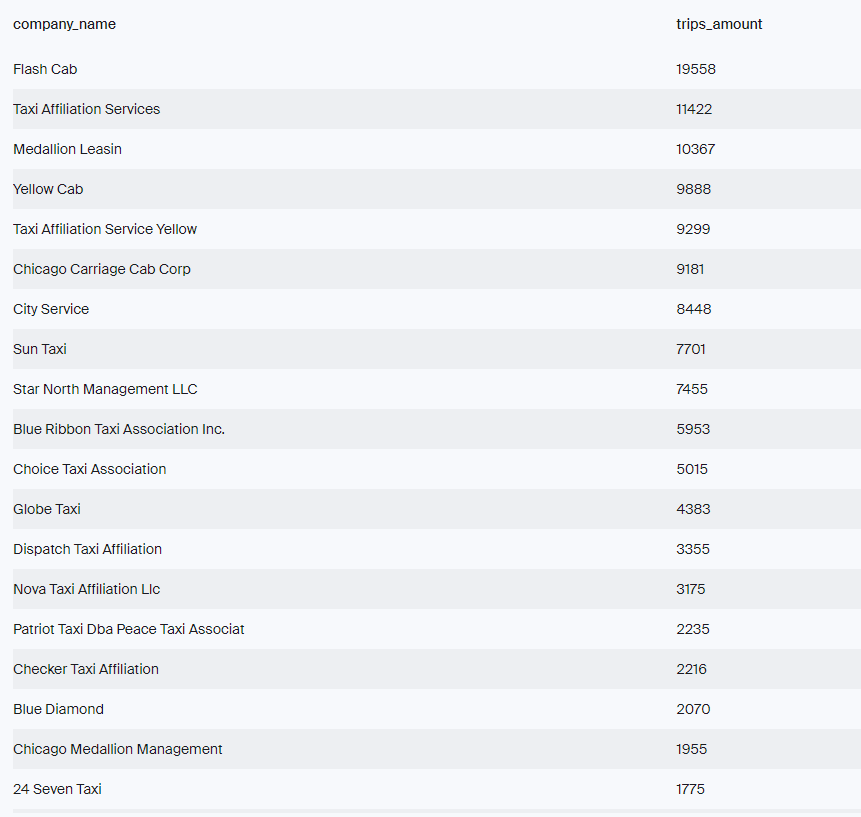 company_name trips_amount
Flash Cab 19558
Taxi Affiliation Services 11422
Medallion Leasin 10367
Yellow Cab 9888
Taxi Affiliation Service Yellow 9299
Chicago Carriage Cab Corp 9181
City Service 8448
Sun Taxi 7701
Star North Management LLC 7455
Blue Ribbon Taxi Association Inc. 5953
Choice Taxi Association 5015
Globe Taxi 4383
Dispatch Taxi Affiliation 3355
Nova Taxi Affiliation Llc 3175
Patriot Taxi Dba Peace Taxi Associat 2235
Checker Taxi Affiliation 2216
Blue Diamond 2070
Chicago Medallion Management 1955
24 Seven Taxi 1775